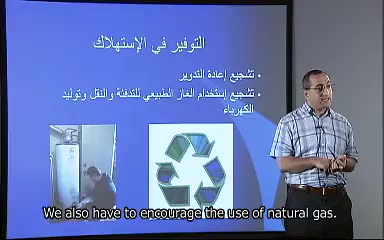 التوفير في الإستهلاك
• تشجيع إعادة التدوير
• تشجيع إستخدام الغاز الطبيعي للتدفئة والنقل وتوليد
الكهرباء
We also have to encourage the use of natural gas.